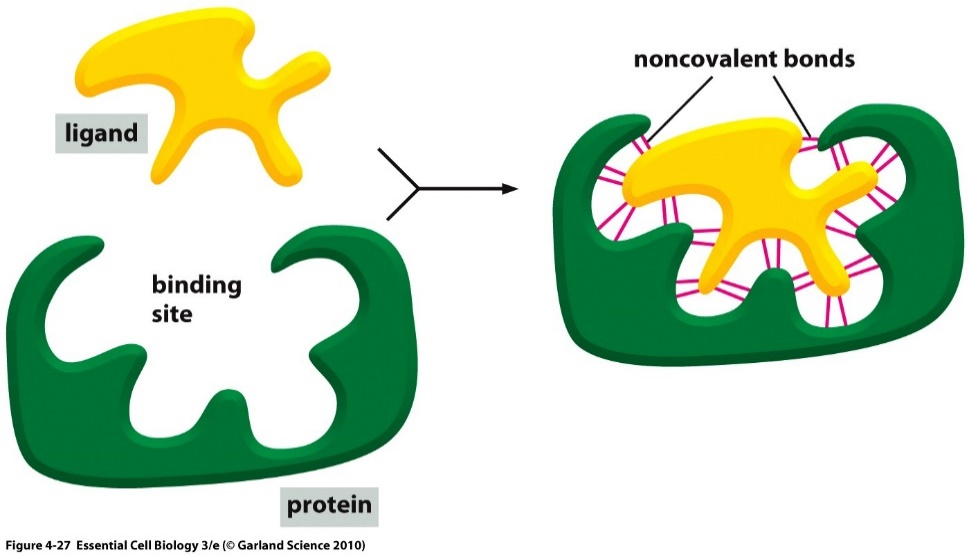 noncovalent bonds
ligand
binding
site
protein
Figure 4-27 Essential Cell Biology 3/e (© Garland Science 2010)